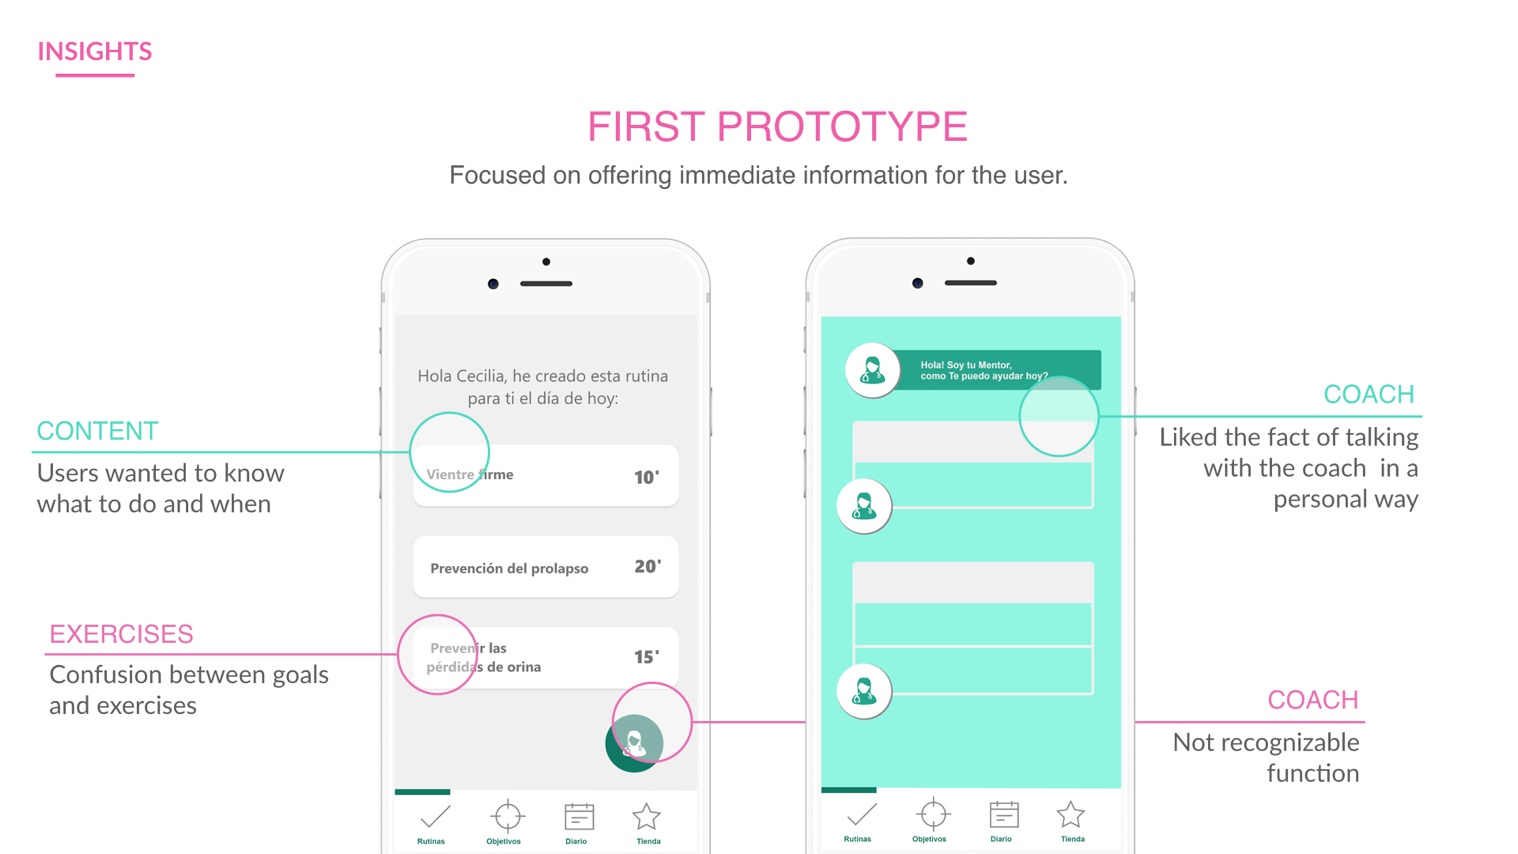 INSIGHTS
FIRST PROTOTYPE
Focused on offering immediate information for the user.
CONTENT
Users wanted to know
what to do and when
EXERCISES
Confusion between goals
and exercises
Hola Cecilia, he creado esta rutina
para ti el día de hoy:
Vientre firme 10'
Prevención del prolapso 20'
Prevenir las
pérdidas de orina 15'
Rutinas Objetivos Diario Tienda
Hola! Soy tu Mentor,
como Te puedo ayudar hoy?
Rutinas Objetivos Diario Tienda
COACH
Liked the fact of talking
with the coach in a
personal way
COACH
Not recognizable
function